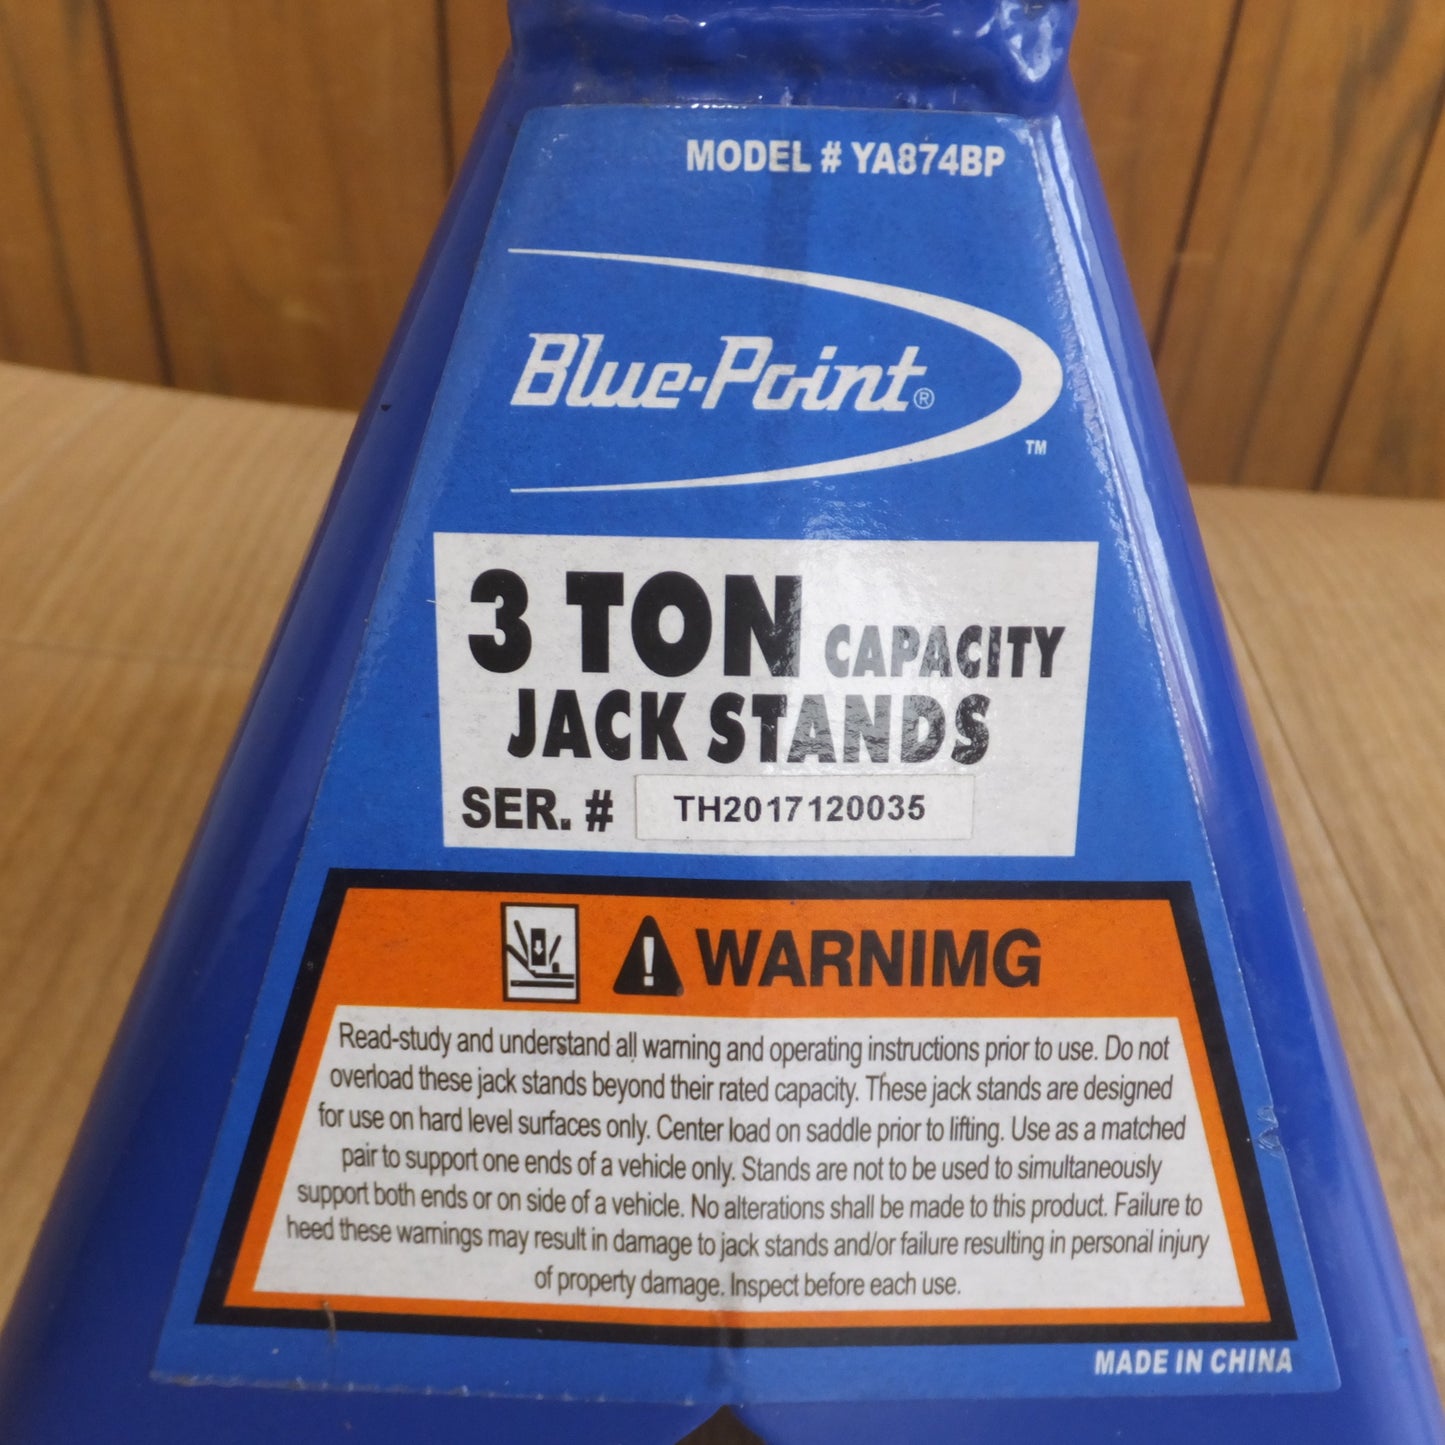 MODEL # YA874BP
Blue-Point®
TM
3 TON CAPACITY
JACK STANDS
SER. # TH2017120035
! WARNIMG
Read-study and understand all warning and operating instructions prior to use. Do not
overload these jack stands beyond their rated capacity. These jack stands are designed
for use on hard level surfaces only. Center load on saddle prior to lifting. Use as a matched
pair to support one ends of a vehicle only. Stands are not to be used to simultaneously
support both ends or on side of a vehicle. No alterations shall be made to this product. Failure to
heed these warnings may result in damage to jack stands and/or failure resulting in personal injury
of property damage. Inspect before each use.
MADE IN CHINA